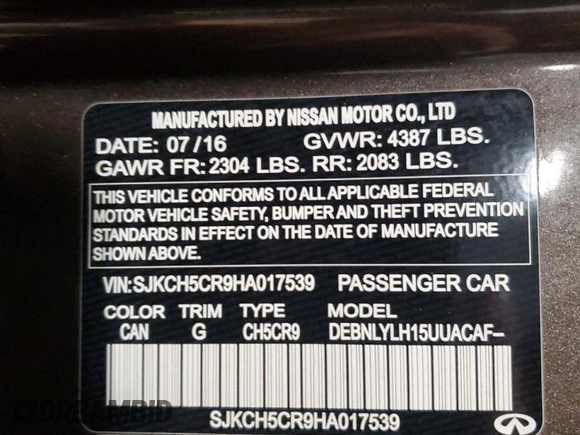 MANUFACTURED BY NISSAN MOTOR CO., LTD
DATE: 07 /16 GVWR: 4387 LBS.
GAWR FR: 2304 LBS. RR: 2083 LBS.
THIS VEHICLE CONFORMS TO ALL APPLICABLE FEDERAL
MOTOR VEHICLE SAFETY, BUMPER AND THEFT PREVENTION
STANDARDS IN EFFECT ON THE DATE OF MANUFACTURE
SHOWN ABOVE.
VIN:SJKCH5CR9HA017539 PASSENGER CAR
COLOR TRIM TYPE MODEL
CAN G CH5CR9 DEBNLYLH15UUACAF–
SJKCH5CR9HA017539
DREAMBID